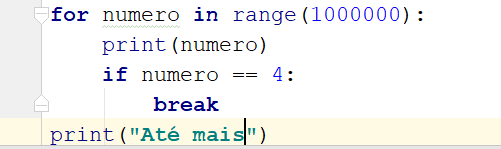 for numero in range(1000000):
    print(numero)
    if numero == 4:
        break
print("Até mais")